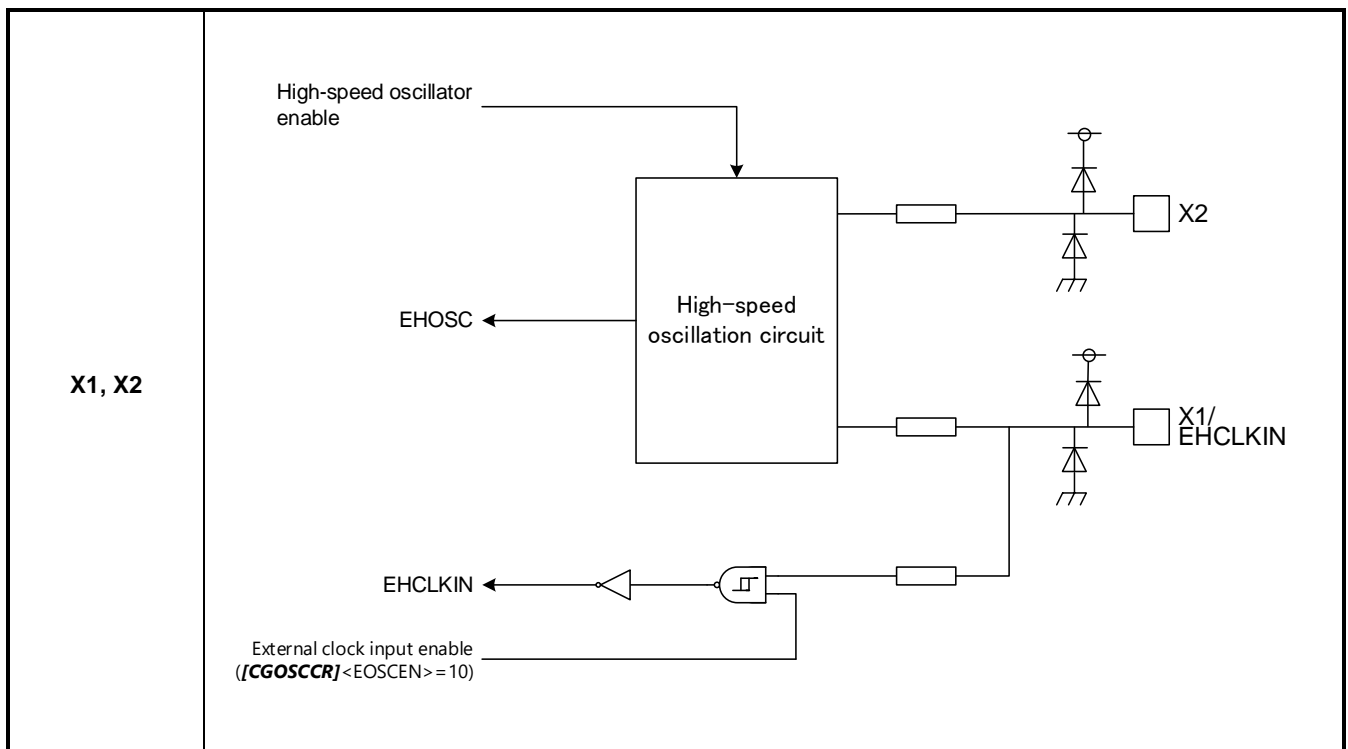 X1, X2
High-speed oscillator
enable
X2
High-speed
oscillation circuit
EHOSC
X1/
EHCLKIN
EHCLKIN
External clock input enable
([CGOSCCR]<EOSCEN>=10)